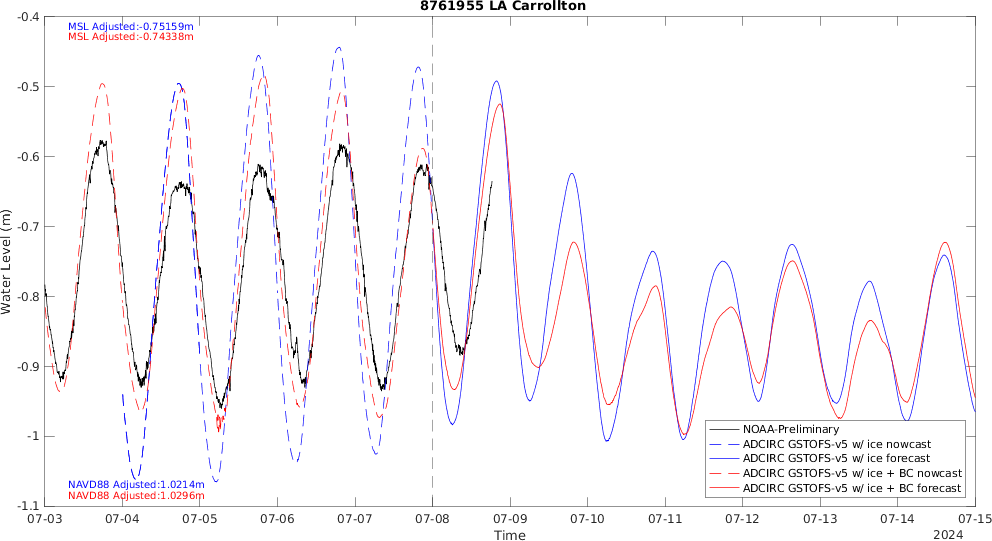 8761955 LA Carrollton
MSL Adjusted:-0.75159m
MSL Adjusted:-0.74338m
-0.4
-0.5
-0.6
-0.7
-0.8
-0.9
-1
-1.1
Water Level (m)
NAVD88 Adjusted:1.0214m
NAVD88 Adjusted:1.0296m
NOAA-Preliminary
ADCIRC GSTOFS-v5 w/ ice nowcast
ADCIRC GSTOFS-v5 w/ ice forecast
ADCIRC GSTOFS-v5 w/ ice + BC nowcast
ADCIRC GSTOFS-v5 w/ ice + BC forecast
07-03 07-04 07-05 07-06 07-07 07-08 07-09 07-10 07-11 07-12 07-13 07-14 07-15
Time
2024